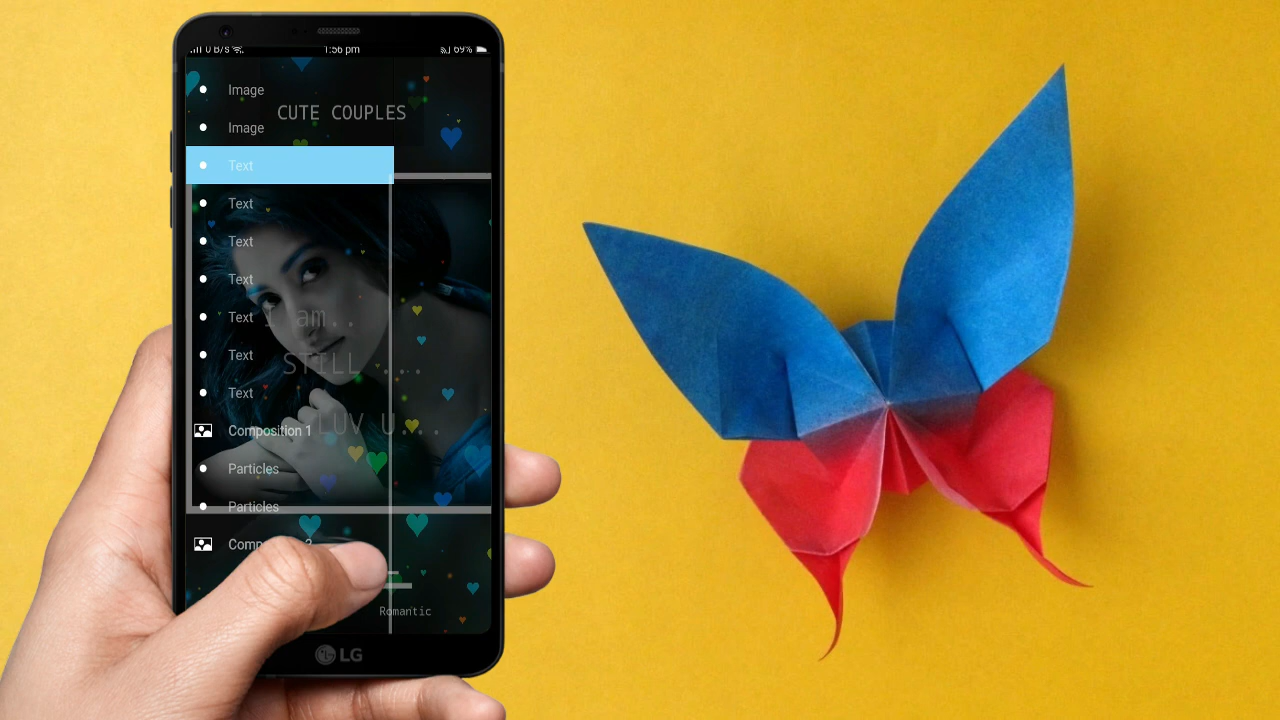 0 B/s
1:56 pm
69%
Image
CUTE COUPLES
Image
Text
Text
Text
Text
Text
I am..
Text
STILL ...
Text
LUV U...
Composition 1
Particles
Particles
Romantic
LG